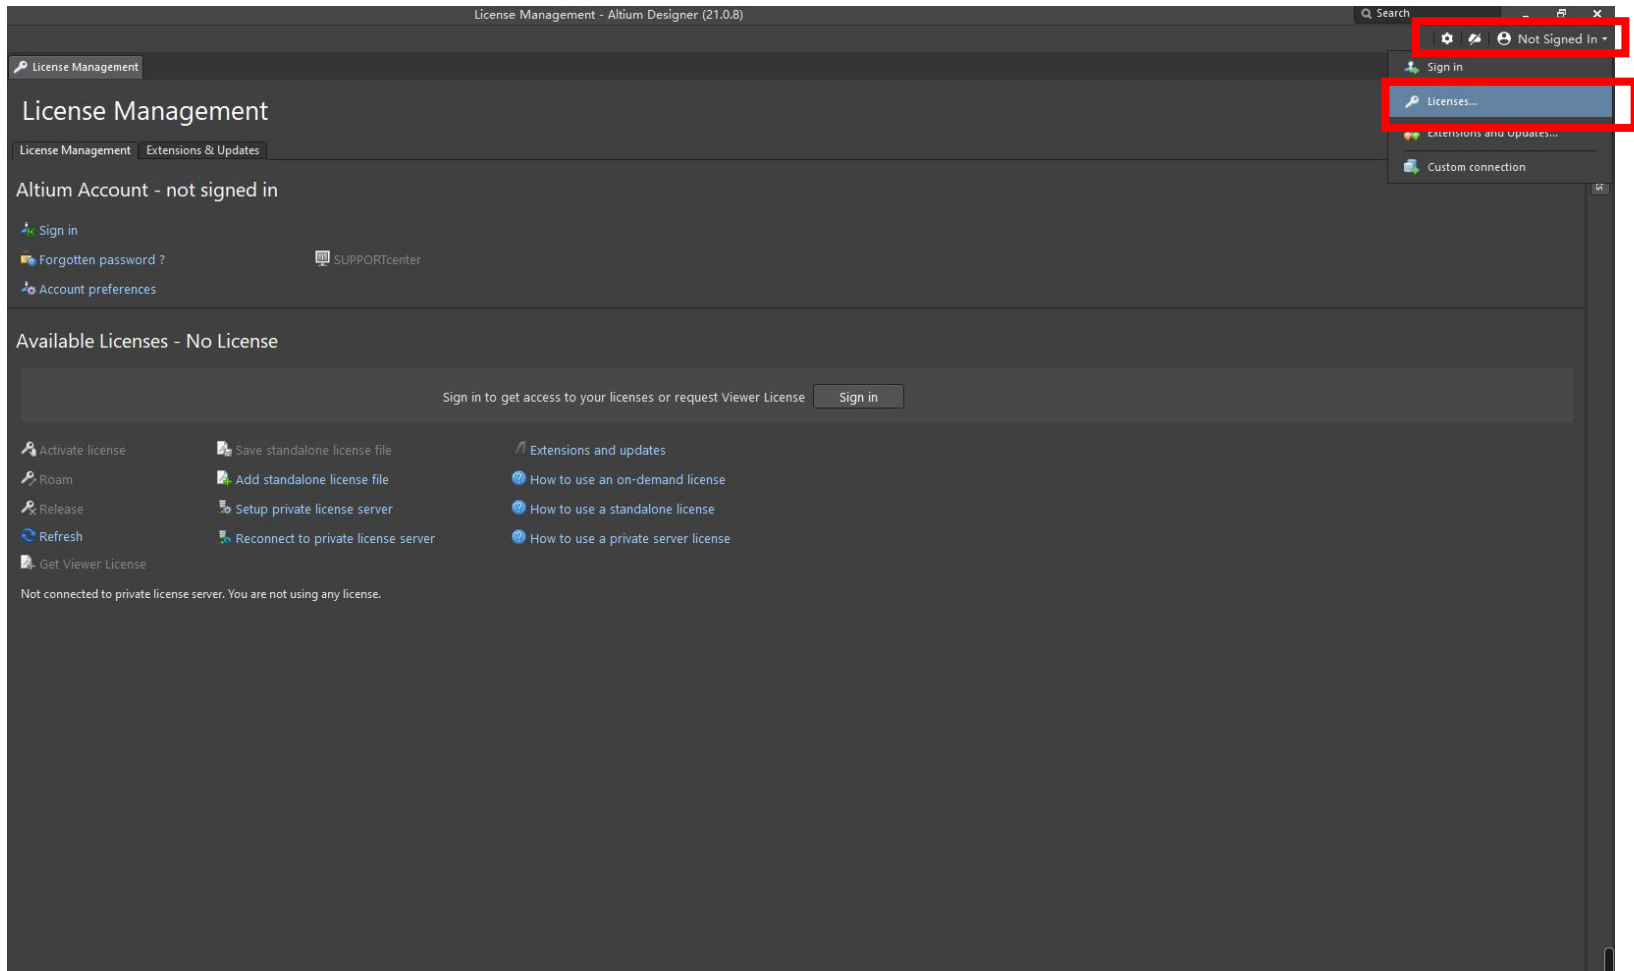 License Management - Altium Designer (21.0.8)
Search
Not Signed In
License Management
Sign in
Licenses...
Extensions and Updates...
Custom connection
License Management
License Management
Extensions & Updates
Altium Account - not signed in
Sign in
Forgotten password ?
SUPPORTcenter
Account preferences
Available Licenses - No License
Sign in to get access to your licenses or request Viewer License
Sign in
Activate license
Save standalone license file
Extensions and updates
Roam
Add standalone license file
How to use an on-demand license
Release
Setup private license server
How to use a standalone license
Refresh
Reconnect to private license server
How to use a private server license
Get Viewer License
Not connected to private license server. You are not using any license.